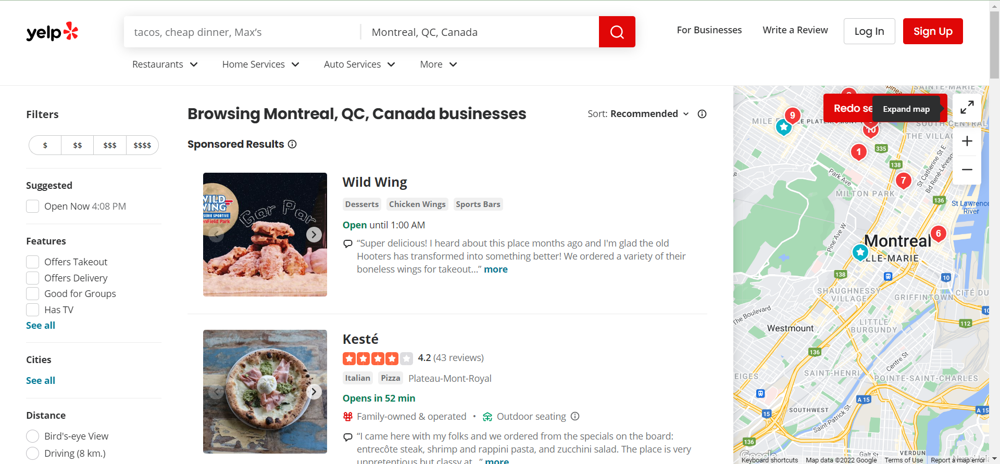 yelp
tacos, cheap dinner, Max's
Montreal, QC, Canada
For Businesses
Write a Review
Log In
Sign Up
Restaurants
Home Services
Auto Services
More
Filters
$
$$
$$$
$$$$
Suggested
Open Now 4:08 PM
Features
Offers Takeout
Offers Delivery
Good for Groups
Has TV
See all
Cities
See all
Distance
Bird's-eye View
Driving (8 km.)
Browsing Montreal, QC, Canada businesses
Sort: Recommended
Sponsored Results
Wild Wing
Desserts
Chicken Wings
Sports Bars
Open until 1:00 AM
“Super delicious! I heard about this place months ago and I'm glad the old
Hooters has transformed into something better! We ordered a variety of their
boneless wings for takeout…” more
Kesté
4.2 (43 reviews)
Italian
Pizza
Plateau-Mont-Royal
Opens in 52 min
Family-owned & operated
•
Outdoor seating
“I came here with my folks and we ordered from the specials on the board:
entrecôte steak, shrimp and rappini pasta, and zucchini salad. The place is very
unpretentious but classy at…” more
SAINTE-MARIE
Redo se
Expand map
9
MILE
SOUTH CENTRAL
10
THE VILLAG
1
335
138
St Catherine St E
Bd René-Lévesq
Park Ave
7
MILTON PARK
136
St Lawrence
River
Pine Ave W
6
Montreal
LLE-MARIE
138
10
SHAUGHNESSY
VILLAGE
GRIFFINTOWN
CITÉ DU
The Boulevard
10
LITTLE
BURGUNDY
112
Westmount
136
Centre St
EIGES
SAINT-HENRI
POINTE-SAINT-CHARLES
A 15
SOUTHWEST
Saint-Patrick St.
15
A 15
136
Galt St
VERDUN
Google
Keyboard shortcuts
Map data ©2022 Google
Terms of Use
Report a map error